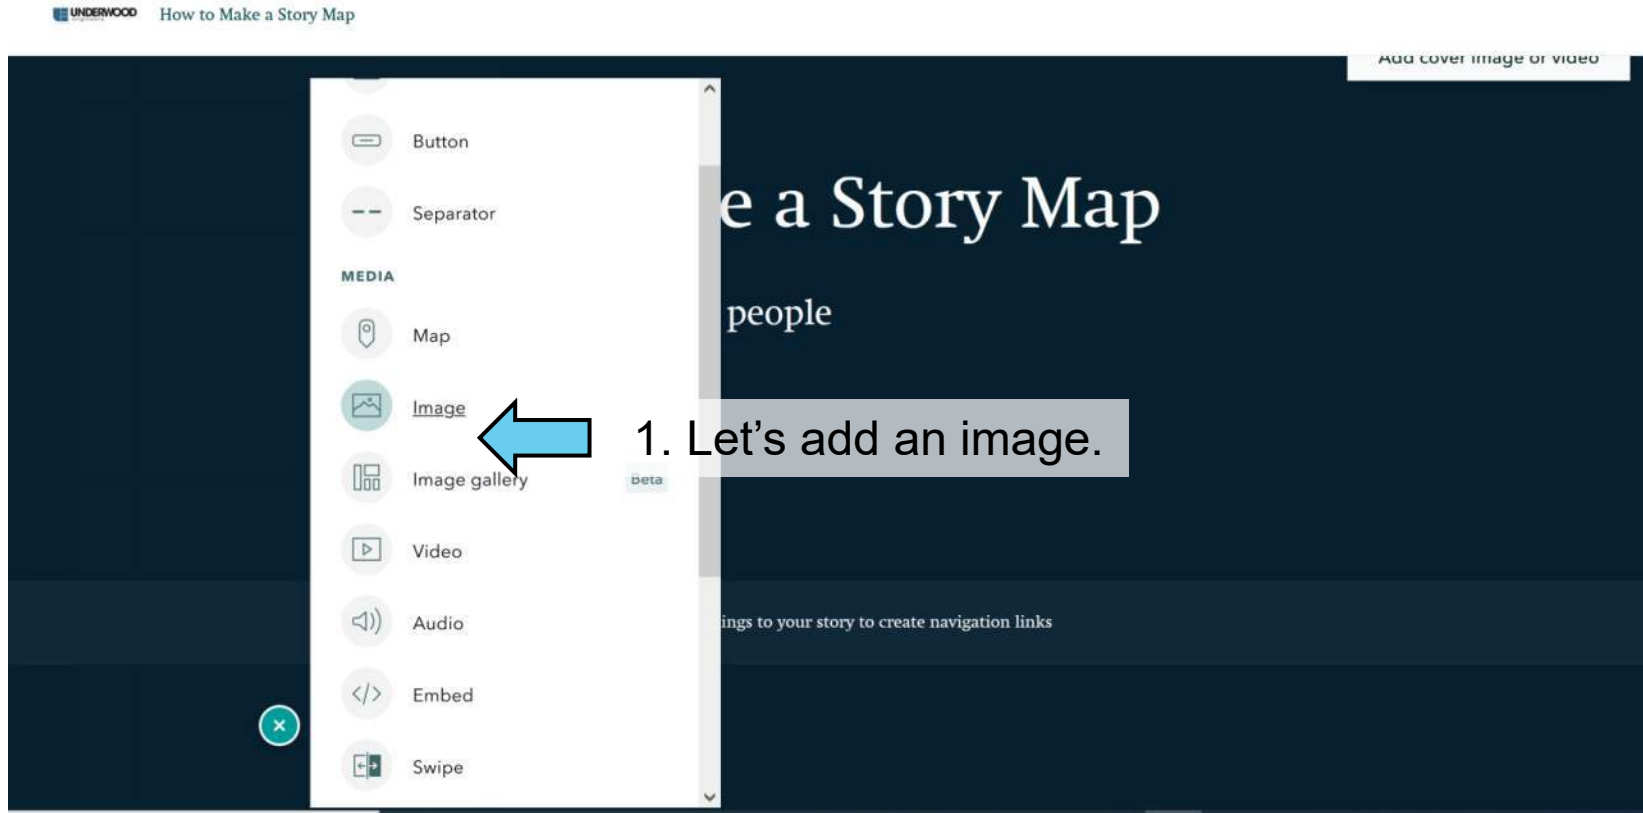 UNDERWOOD How to Make a Story Map
Add cover image or video
Button
e a Story Map
Separator
MEDIA
people
Map
Image
1. Let’s add an image.
Image gallery Beta
Video
Audio
ings to your story to create navigation links
Embed
Swipe